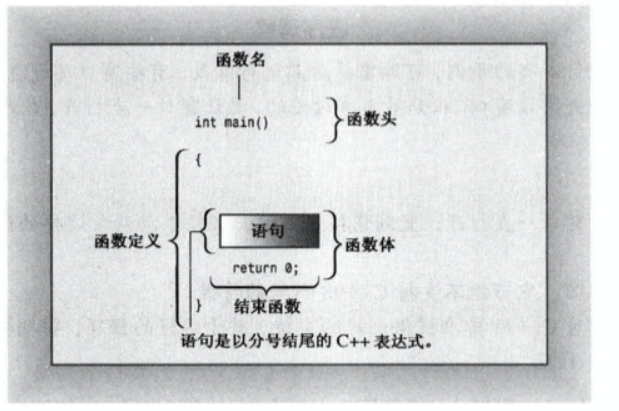 函数名
int main()
函数头
{
函数定义
语句
函数体
return 0;
}
结束函数
语句是以分号结尾的 C++ 表达式。